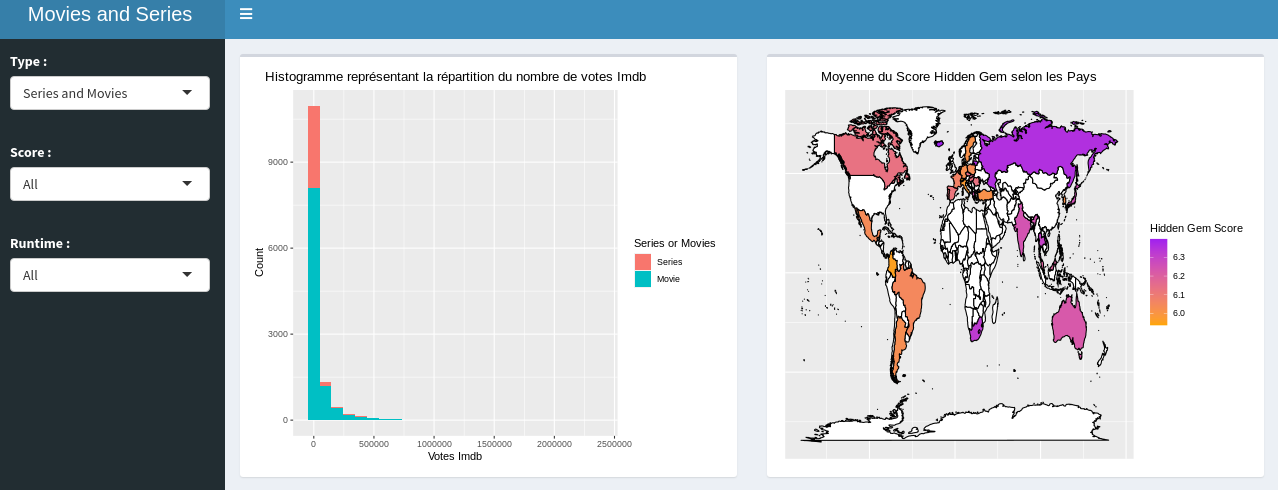 Movies and Series
Type :
Series and Movies
Score :
All
Runtime :
All
Histogramme représentant la répartition du nombre de votes Imdb
Count
9000
6000
3000
0
0 500000 1000000 1500000 2000000 2500000
Votes Imdb
Series or Movies
Series
Movie
Moyenne du Score Hidden Gem selon les Pays
Hidden Gem Score
6.3
6.2
6.1
6.0